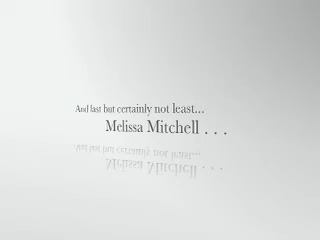 And last but certainly not least...
Melissa Mitchell . . .